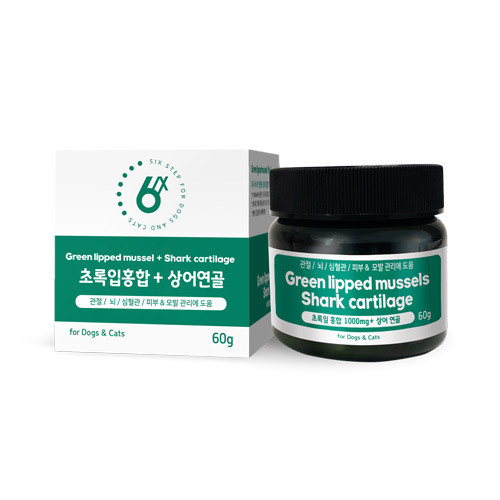 SIX STEP FOR DOGS AND CATS
6IX
Green lipped mussel + Shark cartilage
초록입홍합 + 상어연골
관절 / 뇌 / 심혈관 / 피부 & 모발 관리에 도움
for Dogs & Cats
60g
관절 / 뇌 / 심혈관 / 피부 & 모발 관리에 도움
Green lipped mussels
Shark cartilage
초록입 홍합 1000mg + 상어 연골
60g
for Dogs & Cats